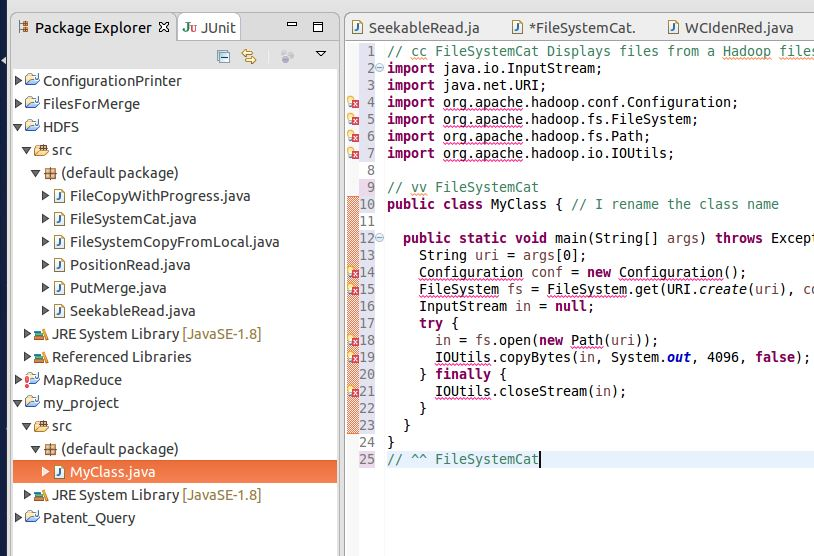 Package Explorer
JUnit
ConfigurationPrinter
FilesForMerge
HDFS
src
(default package)
FileCopyWithProgress.java
FileSystemCat.java
FileSystemCopyFromLocal.java
PositionRead.java
PutMerge.java
SeekableRead.java
JRE System Library [JavaSE-1.8]
Referenced Libraries
MapReduce
my_project
src
(default package)
MyClass.java
JRE System Library [JavaSE-1.8]
Patent_Query
SeekableRead.ja
*FileSystemCat.
WCIdenRed.java
1 // cc FileSystemCat Displays files from a Hadoop files
2 import java.io.InputStream;
3 import java.net.URI;
4 import org.apache.hadoop.conf.Configuration;
5 import org.apache.hadoop.fs.FileSystem;
6 import org.apache.hadoop.fs.Path;
7 import org.apache.hadoop.io.IOUtils;
8
9 // vv FileSystemCat
10 public class MyClass { // I rename the class name
11
12 public static void main(String[] args) throws Except
13 String uri = args[0];
14 Configuration conf = new Configuration();
15 FileSystem fs = FileSystem.get(URI.create(uri), co
16 InputStream in = null;
17 try {
18 in = fs.open(new Path(uri));
19 IOUtils.copyBytes(in, System.out, 4096, false);
20 } finally {
21 IOUtils.closeStream(in);
22 }
23 }
24 }
25 // ^^ FileSystemCat